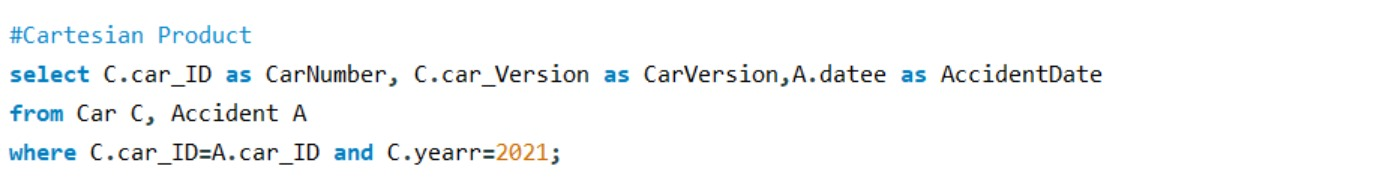 #Cartesian Product
select C.car_ID as CarNumber, C.car_Version as CarVersion,A.datee as AccidentDate
from Car C, Accident A
where C.car_ID=A.car_ID and C.yearr=2021;